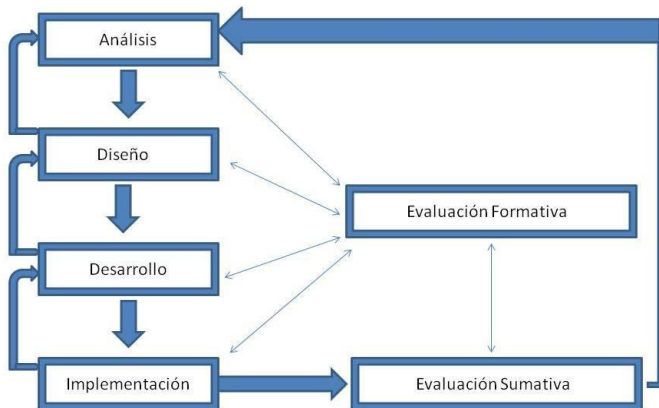 Análisis
Diseño
Evaluación Formativa
Desarrollo
Implementación
Evaluación Sumativa